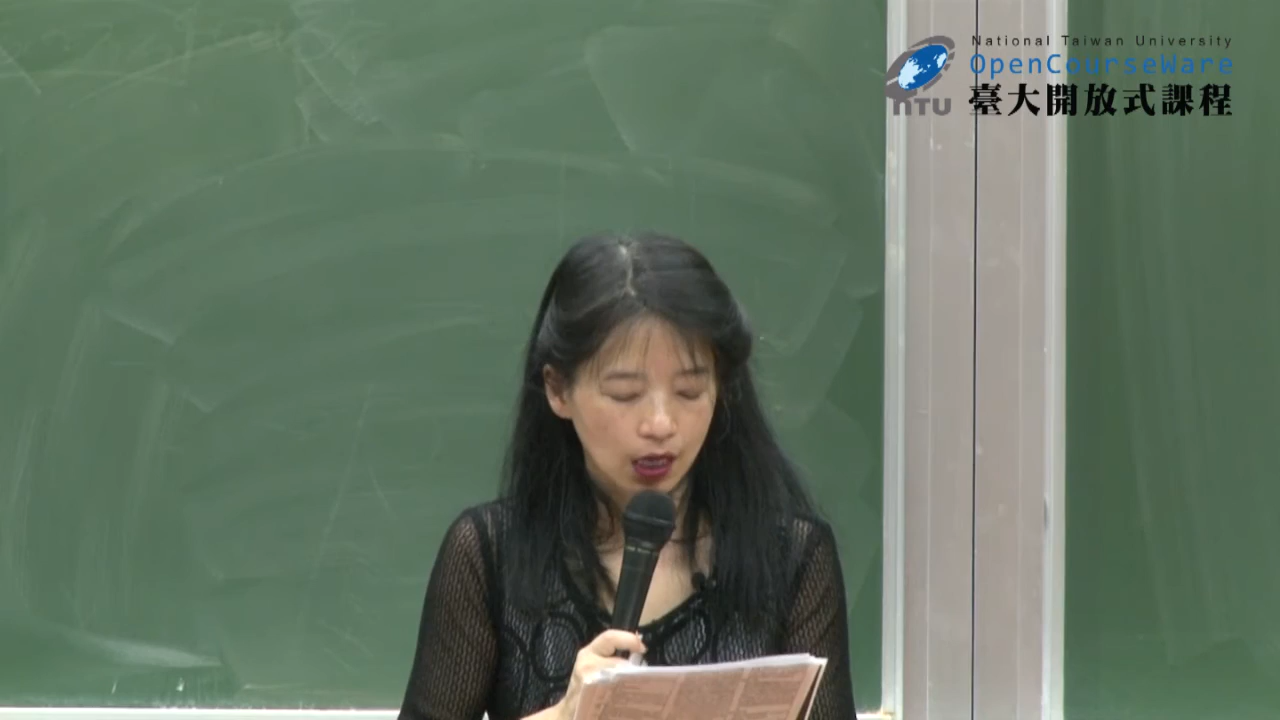 National Taiwan University
OpenCourseWare
NTU
臺大開放式課程